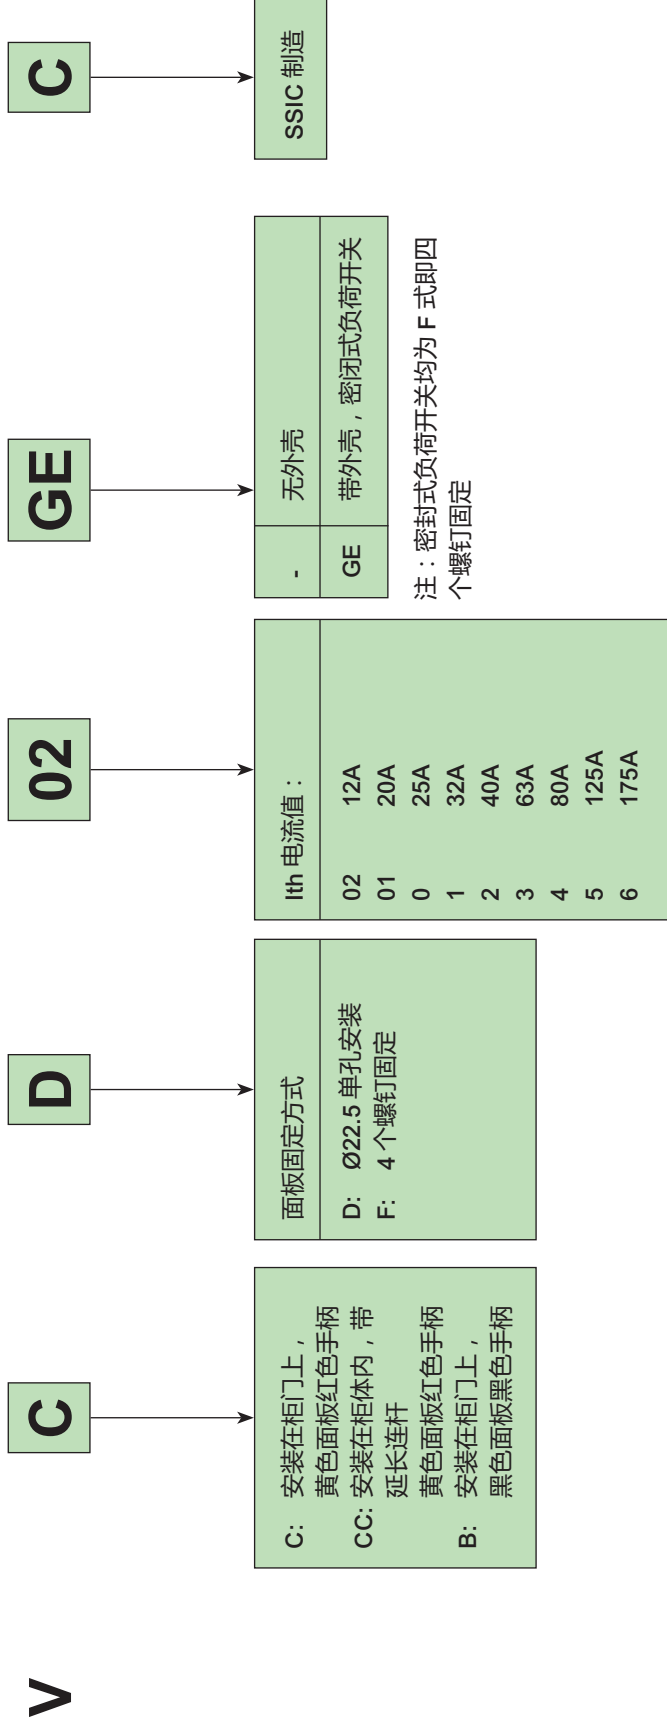 V
C
D
02
GE
C
C: 安装在柜门上，
黄色面板红色手柄
CC: 安装在柜体内，带
延长连杆
黄色面板红色手柄
B: 安装在柜门上，
黑色面板黑色手柄
面板固定方式
D: Ø22.5 单孔安装
F: 4 个螺钉固定
Ith 电流值：
02 12A
01 20A
0 25A
1 32A
2 40A
3 63A
4 80A
5 125A
6 175A
- 无外壳
GE 带外壳，密闭式负荷开关
注：密封式负荷开关均为 F 式即四
个螺钉固定
SSIC 制造